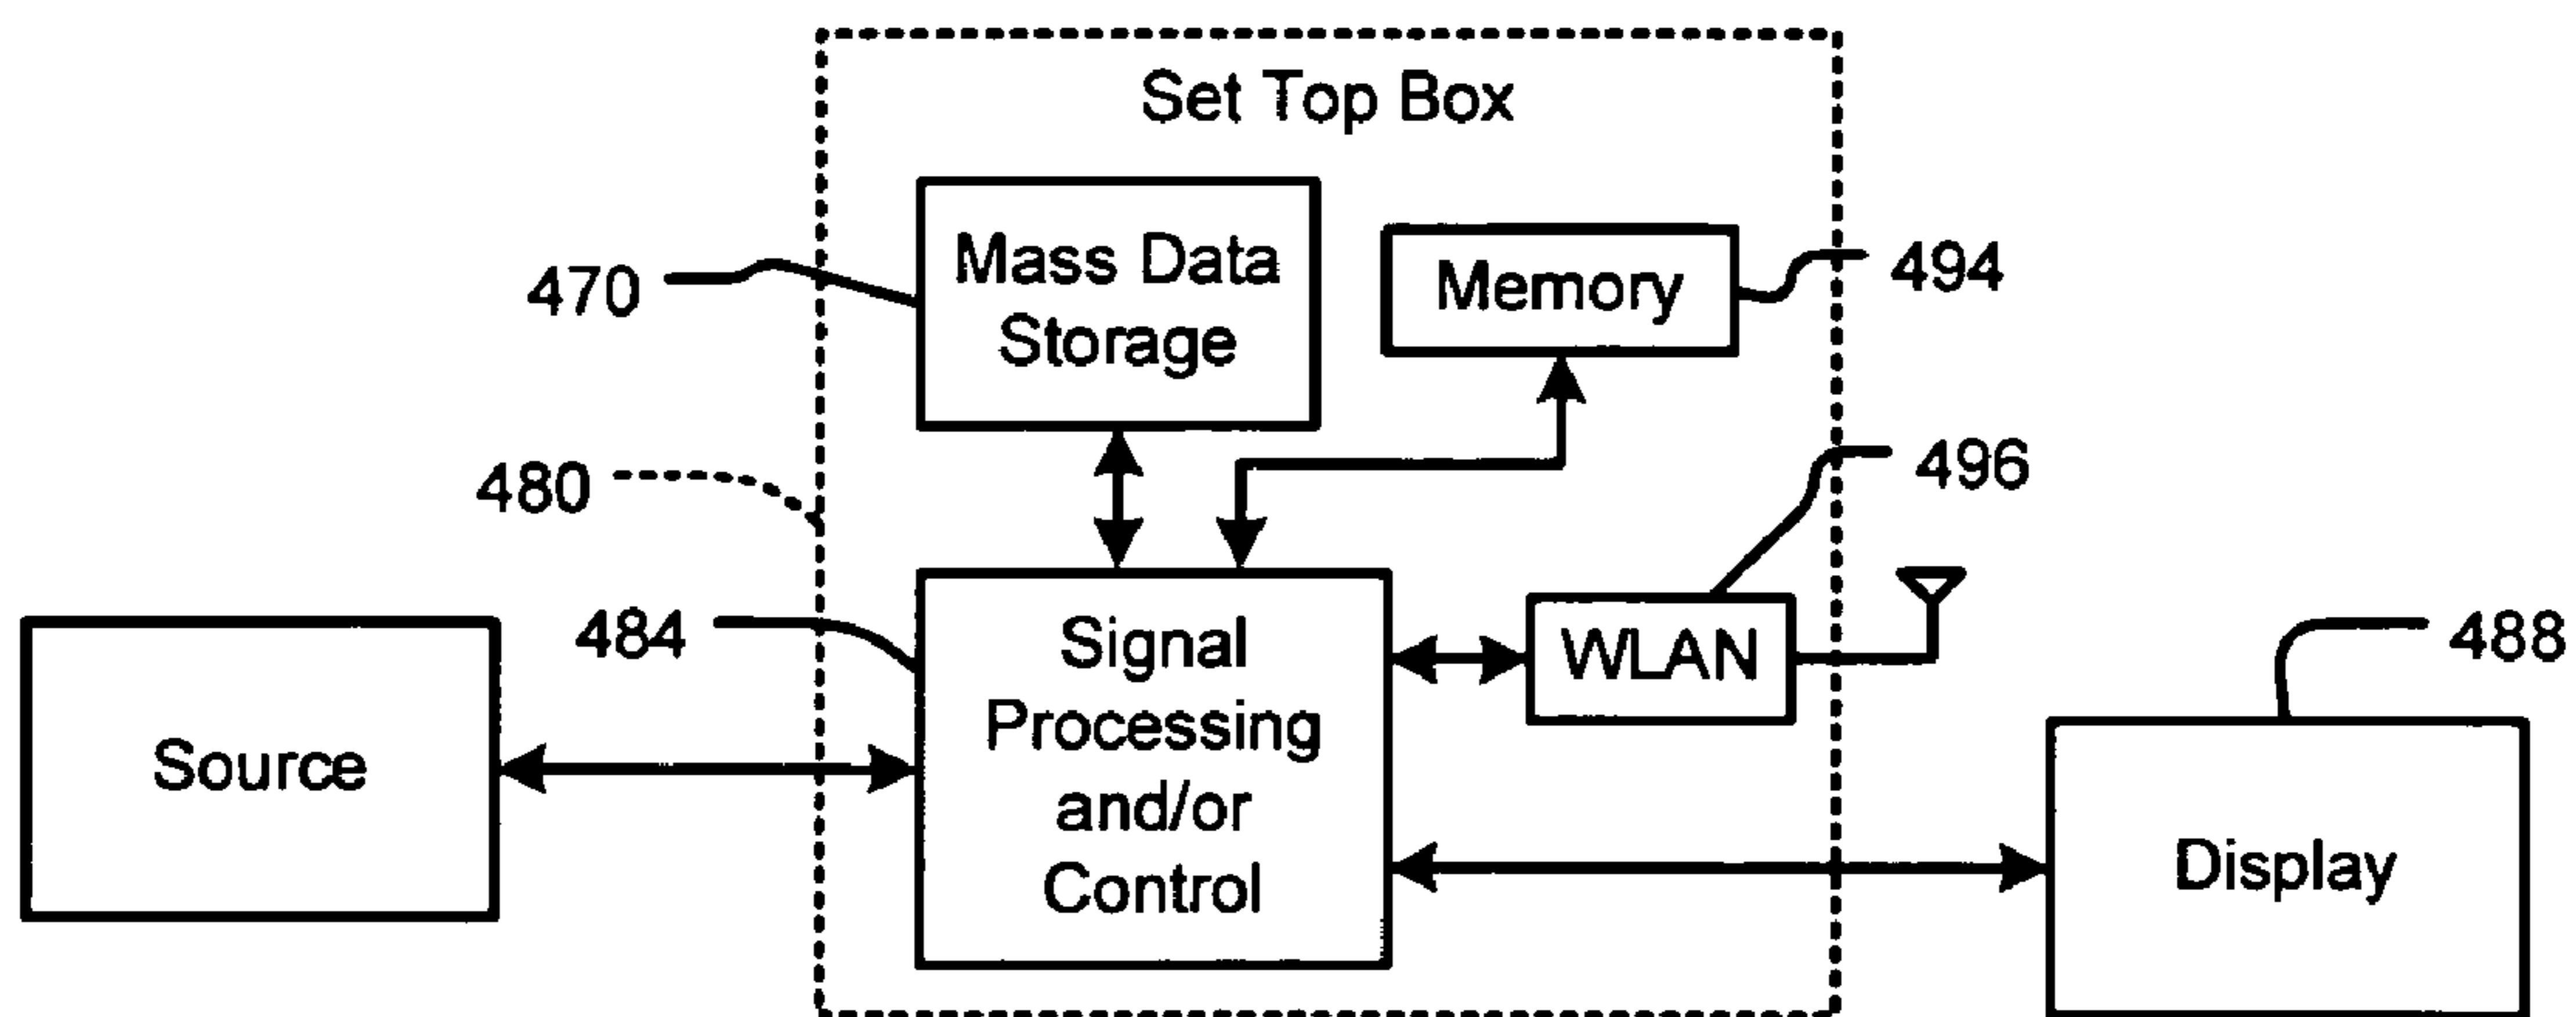 Set Top Box
Mass Data
Storage
470
Memory
494
480
496
484
Signal
Processing
and/or
Control
WLAN
488
Source
Display